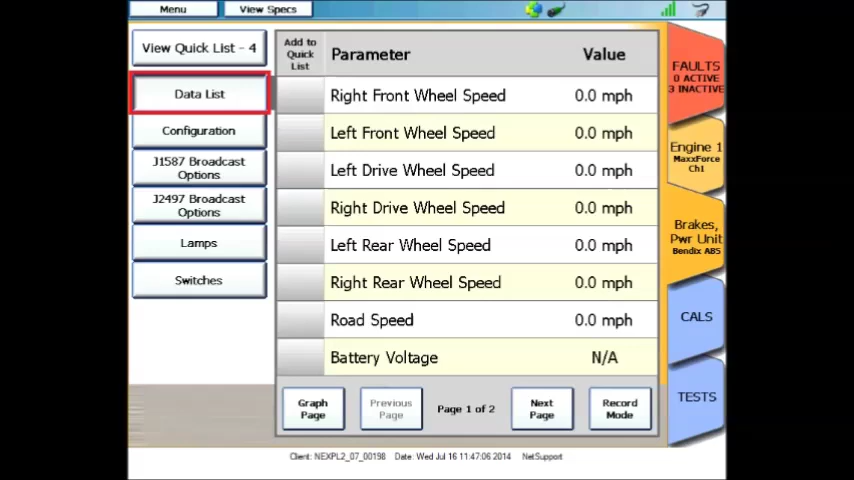 Menu
View Specs
View Quick List - 4
Data List
Configuration
J1587 Broadcast
Options
J2497 Broadcast
Options
Lamps
Switches
Add to
Quick
List
Parameter
Value
Right Front Wheel Speed
0.0 mph
Left Front Wheel Speed
0.0 mph
Left Drive Wheel Speed
0.0 mph
Right Drive Wheel Speed
0.0 mph
Left Rear Wheel Speed
0.0 mph
Right Rear Wheel Speed
0.0 mph
Road Speed
0.0 mph
Battery Voltage
N/A
Graph
Page
Previous
Page
Page 1 of 2
Next
Page
Record
Mode
FAULTS
0 ACTIVE
3 INACTIVE
Engine 1
MaxxForce
Ch1
Brakes,
Pwr Unit
Bendix ABS
CALS
TESTS
Client: NEXPL2_07_00198 Date: Wed Jul 16 11:47:06 2014 NetSupport